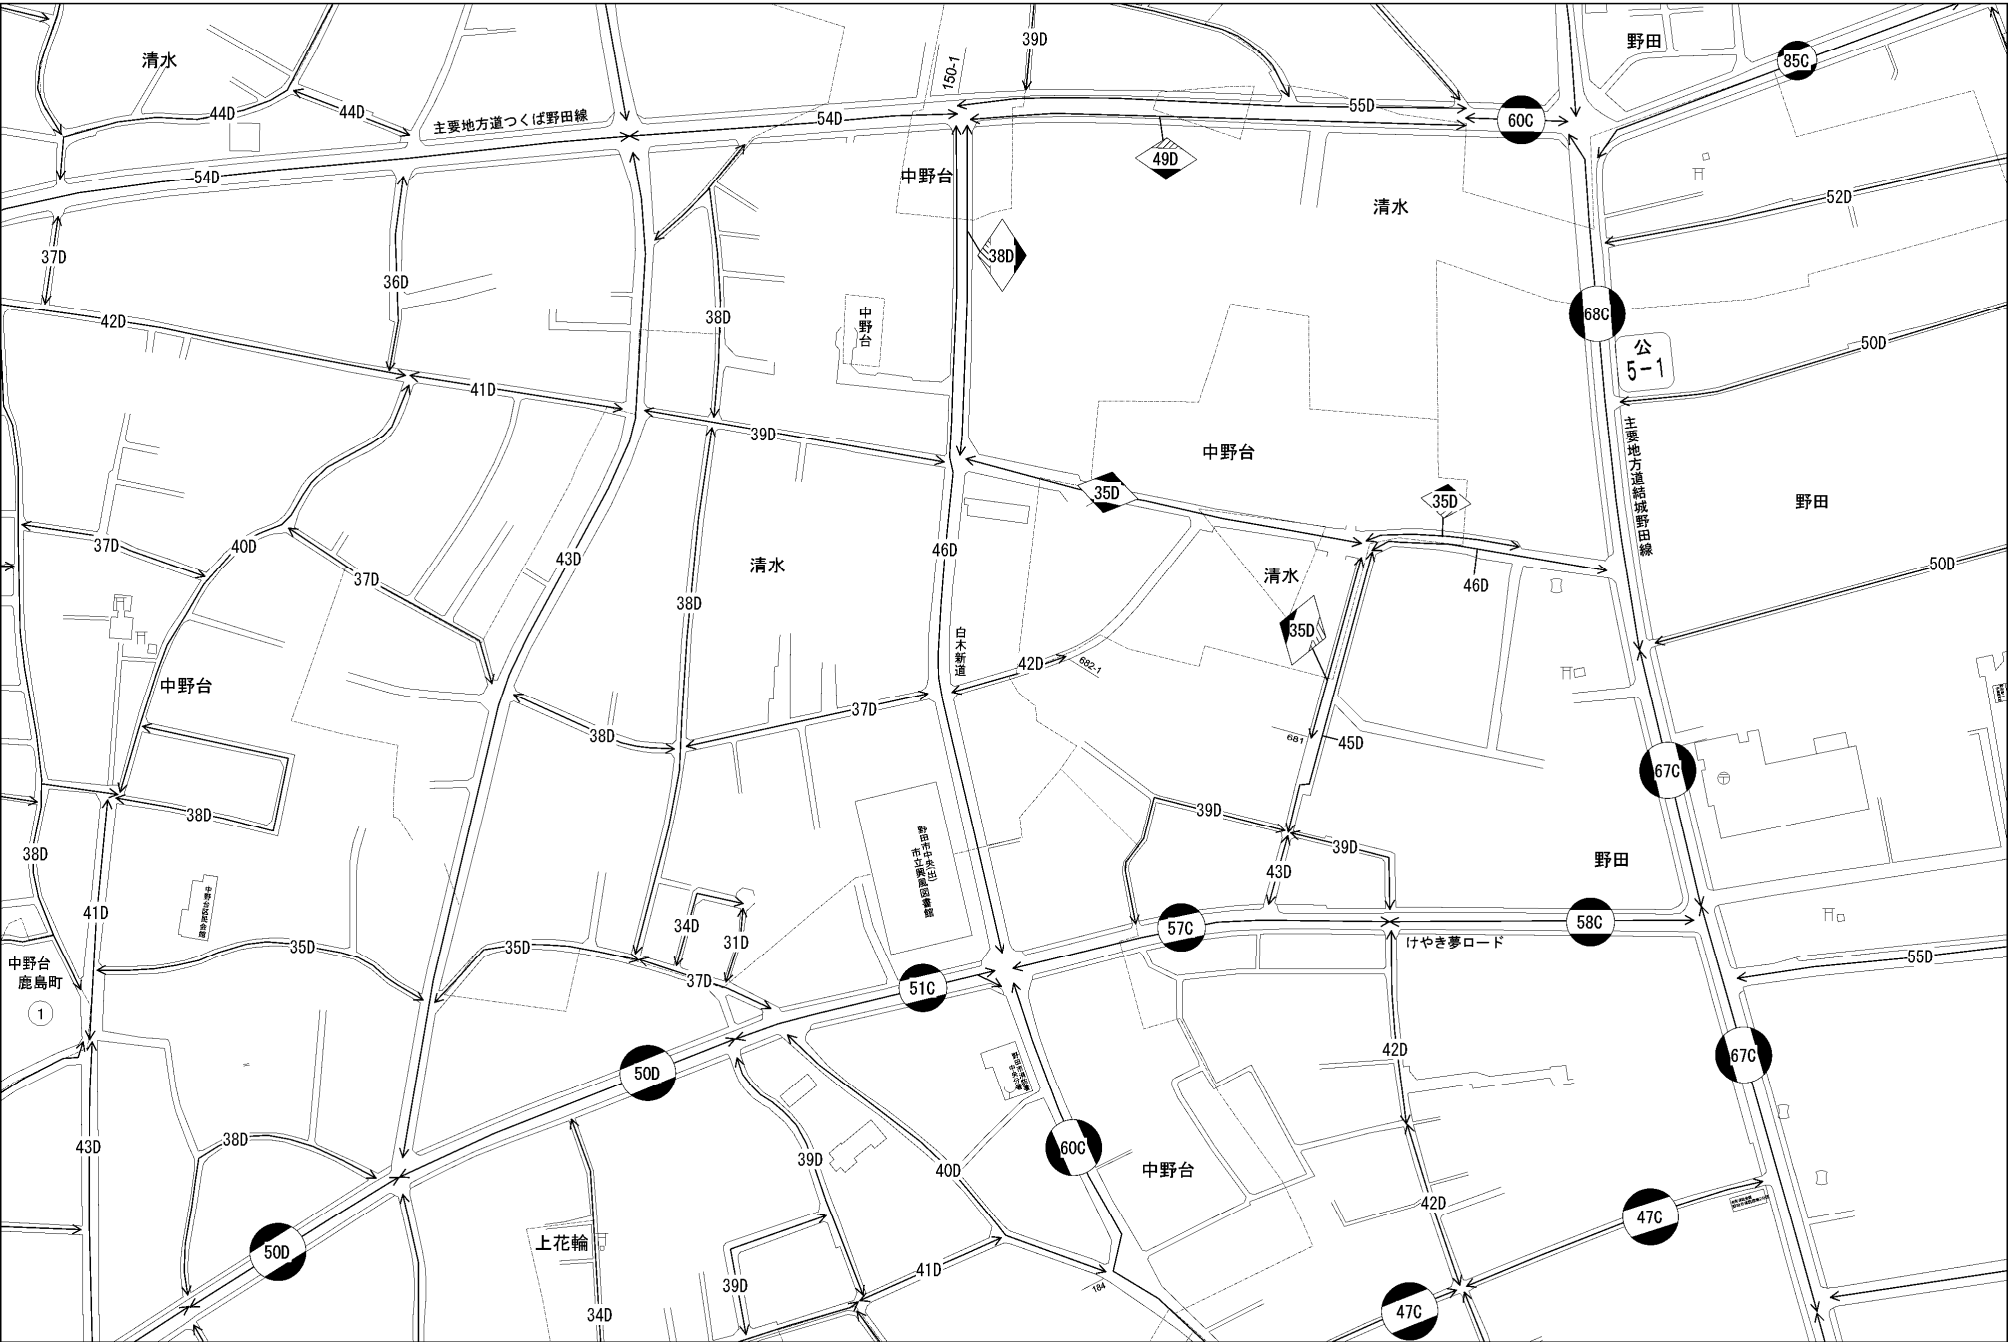 清水
44D
44D
主要地方道つくば野田線
54D
150-1
39D
55D
60C
野田
85C
54D
中野台
49D
清水
52D
37D
36D
38D
38D
68C
42D
中野台
公
5-1
50D
41D
39D
中野台
主要地方道結城野田線
野田
35D
35D
37D
40D
37D
43D
38D
清水
46D
清水
46D
50D
35D
白木新道
42D
682-1
中野台
38D
37D
681
45D
67C
38D
39D
39D
43D
野田
38D
野田市中央(出)
市立興風図書館
41D
中野台区民会館
35D
35D
34D
31D
37D
57C
58C
けやき夢ロード
55D
中野台
鹿島町
1
51C
50D
42D
67C
43D
38D
39D
40D
60C
中野台
42D
47C
50D
上花輪
34D
39D
41D
184
47C